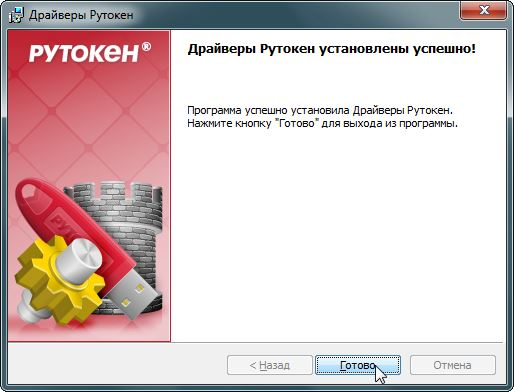 Драйверы Рутокен
РУТОКЕН®
Драйверы Рутокен установлены успешно!
Программа успешно установила Драйверы Рутокен.
Нажмите кнопку "Готово" для выхода из программы.
РУТОКЕН
< Назад
Готово
Отмена